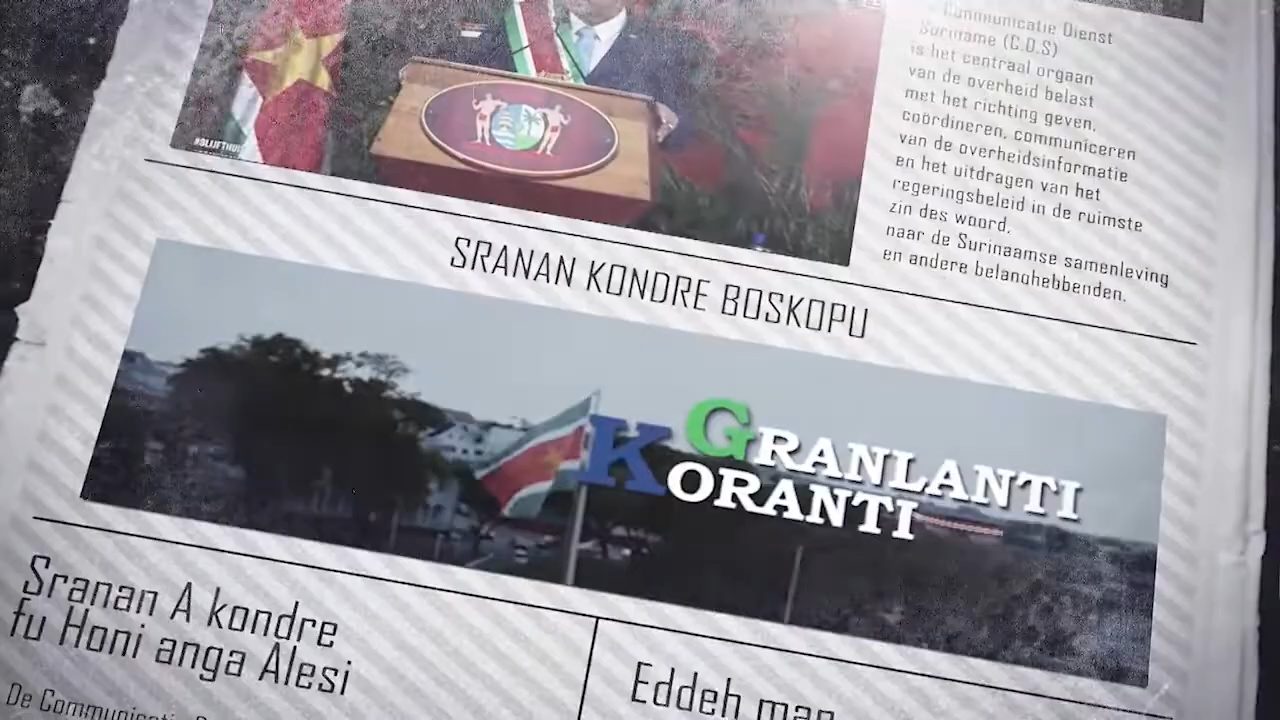 Communicatie Dienst
Suriname (C.D.S)
is het centraal orgaan
van de overheid belast
met het richting geven,
coördineren, communiceren
van de overheidsinformatie
en het uitdragen van het
regeringsbeleid in de ruimste
zin des woord,
naar de Surinaamse samenleving
en andere belanghebbenden.
SRANAN KONDRE BOSKOPU
GRANLANTI
KORANTI
Sranan A kondre
fu Honi anga Alesi
De
Eddeh man